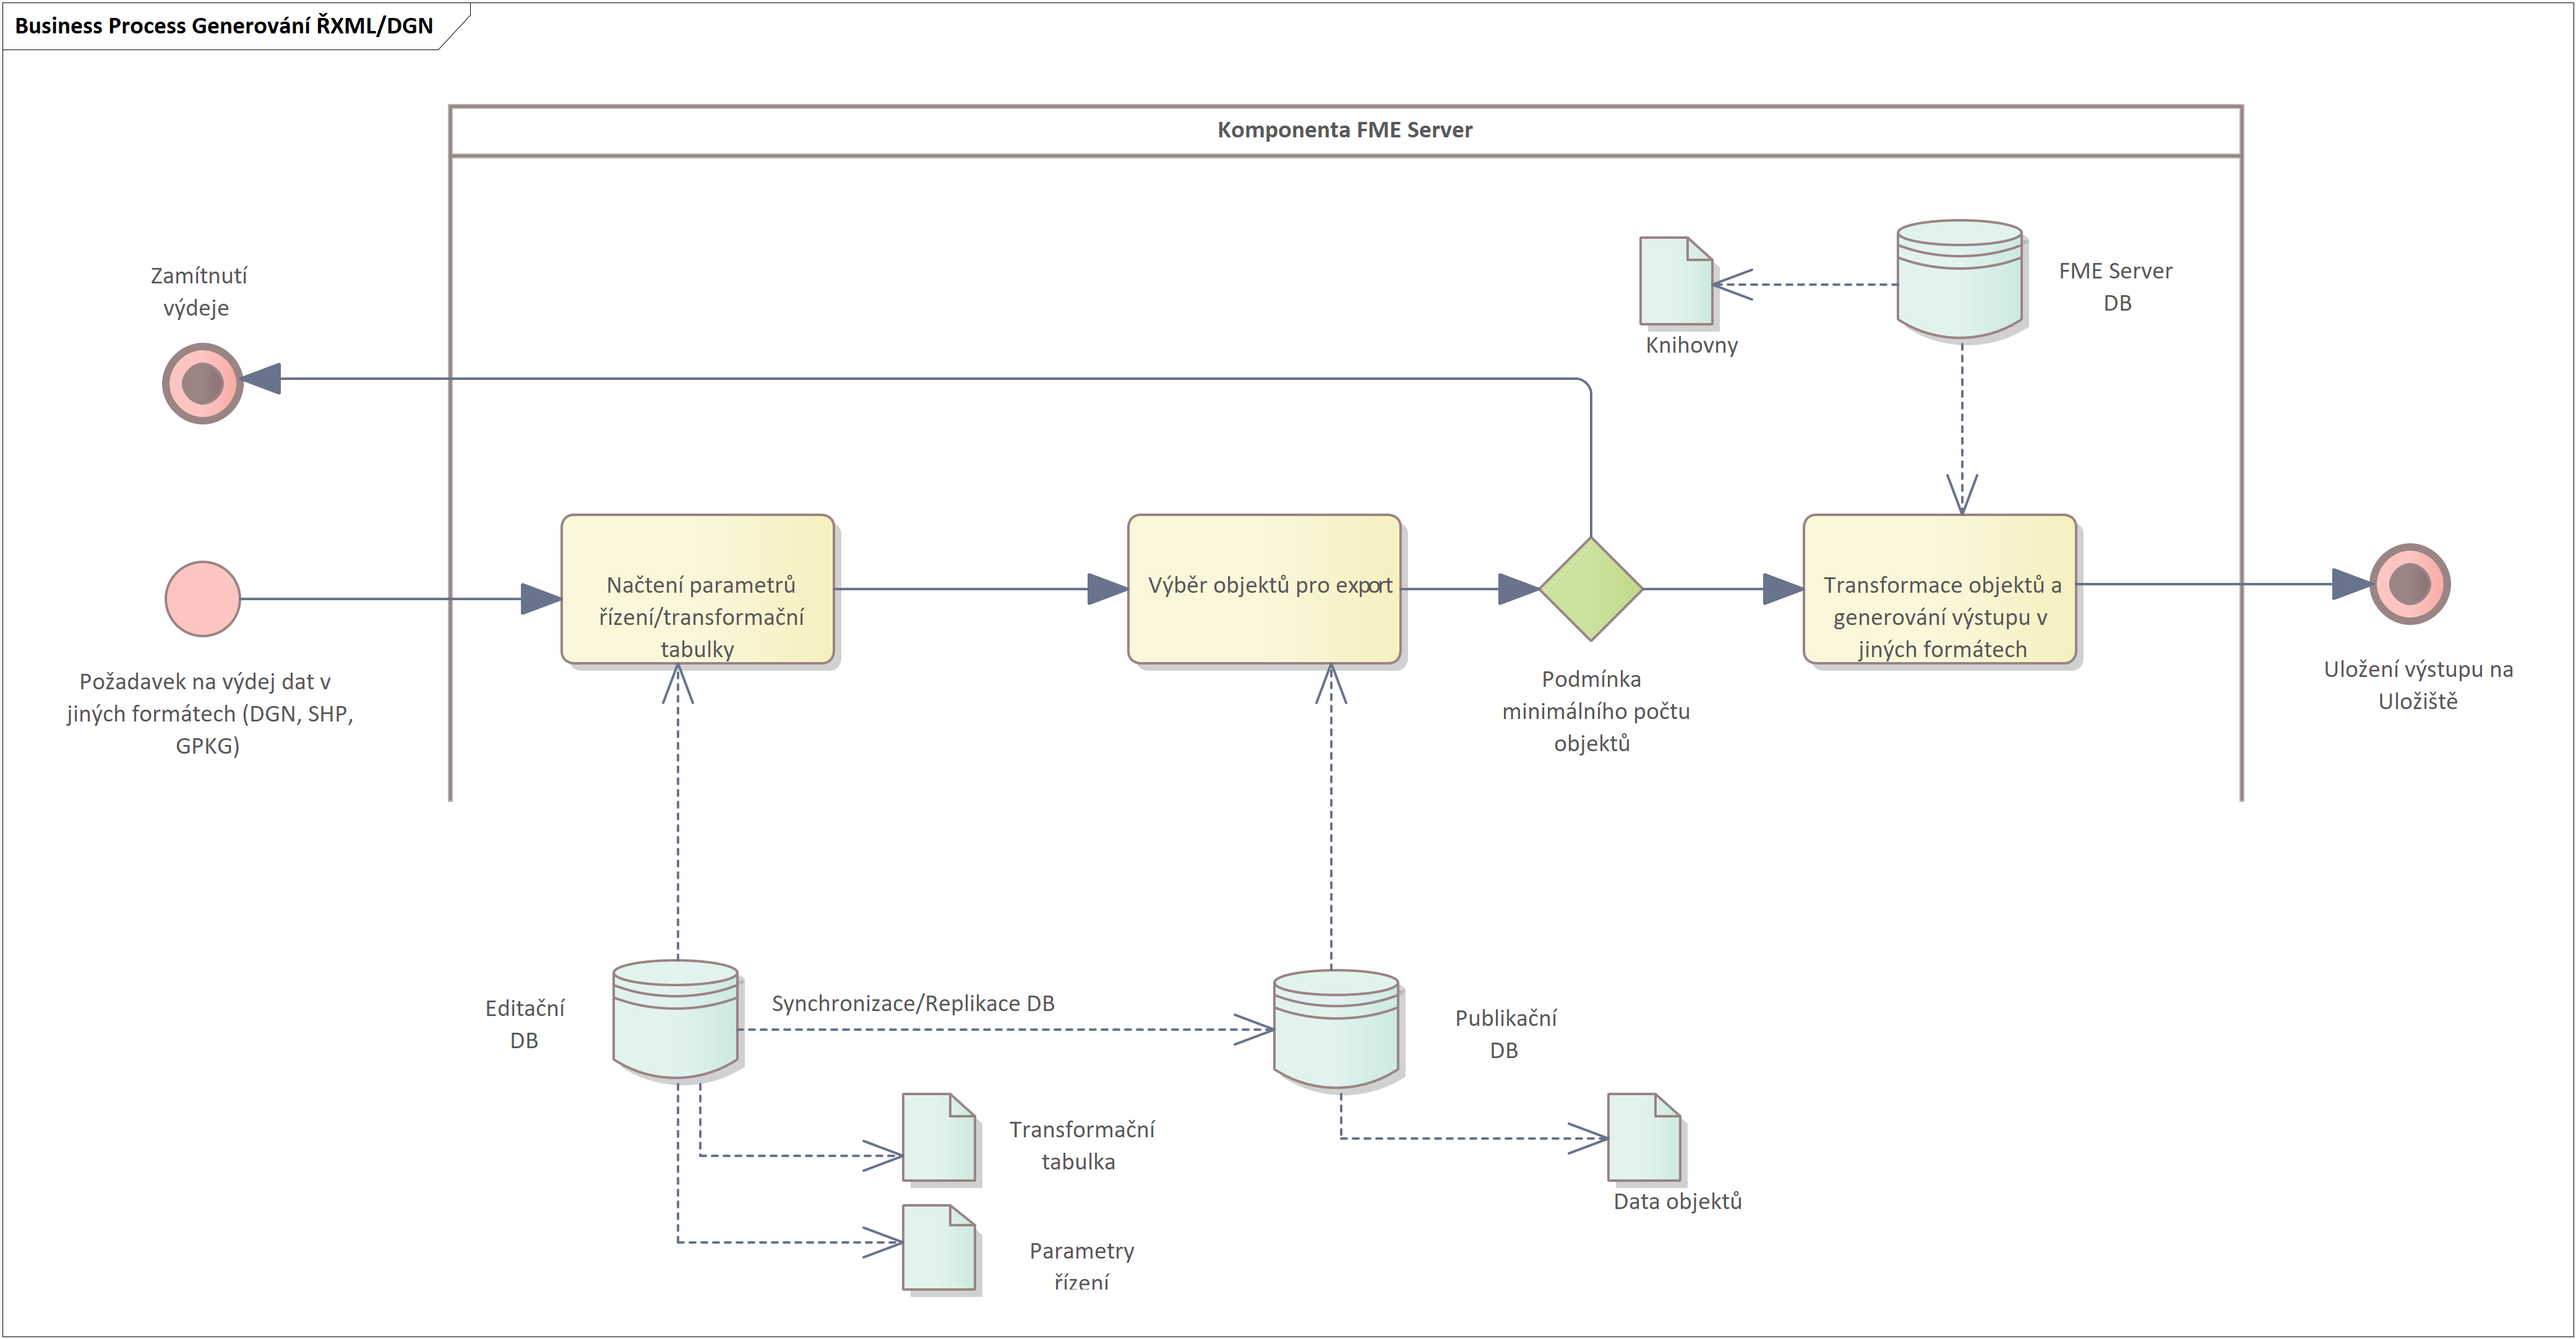 Business Process Generování ŘXML/DGN
Komponenta FME Server
Zamítnutí
výdeje
FME Server
DB
Knihovny
Načtení parametrů
řízení/transformační
tabulky
Výběr objektů pro export
Transformace objektů a
generování výstupu v
jiných formátech
Požadavek na výdej dat v
jiných formátech (DGN, SHP,
GPKG)
Podmínka
minimálního počtu
objektů
Uložení výstupu na
Uložiště
Editační
DB
Synchronizace/Replikace DB
Publikační
DB
Transformační
tabulka
Data objektů
Parametry
řízení